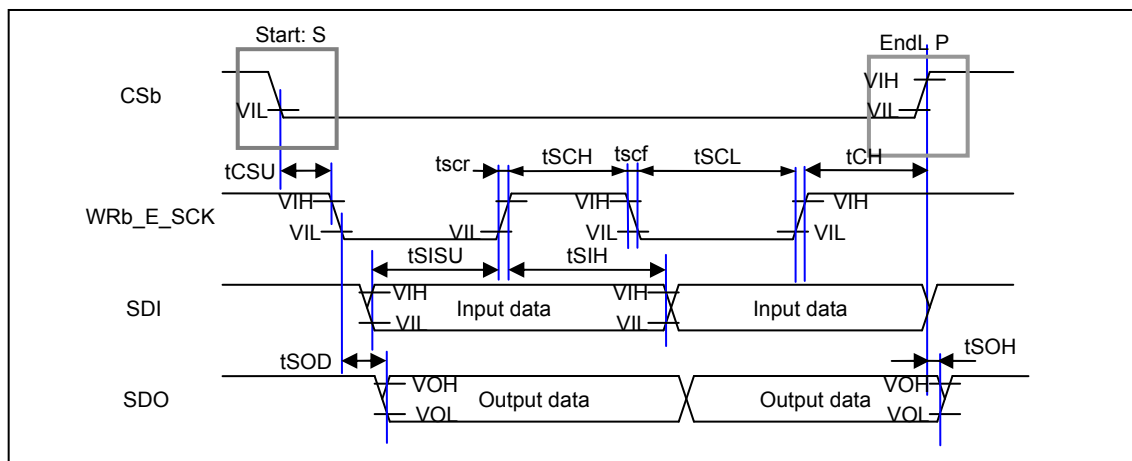 Start: S
EndL P
CSb
VIL
VIH
VIL
tCSU
tscr
tSCH
tscf
tSCL
tCH
WRb_E_SCK
VIH
VIL
VIL
VIH
VIL
VIH
VIL
tSISU
tSIH
SDI
VIH
VIL
Input data
VIH
VIL
Input data
tSOD
tSOH
SDO
VOH
VOL
Output data
Output data
VOH
VOL